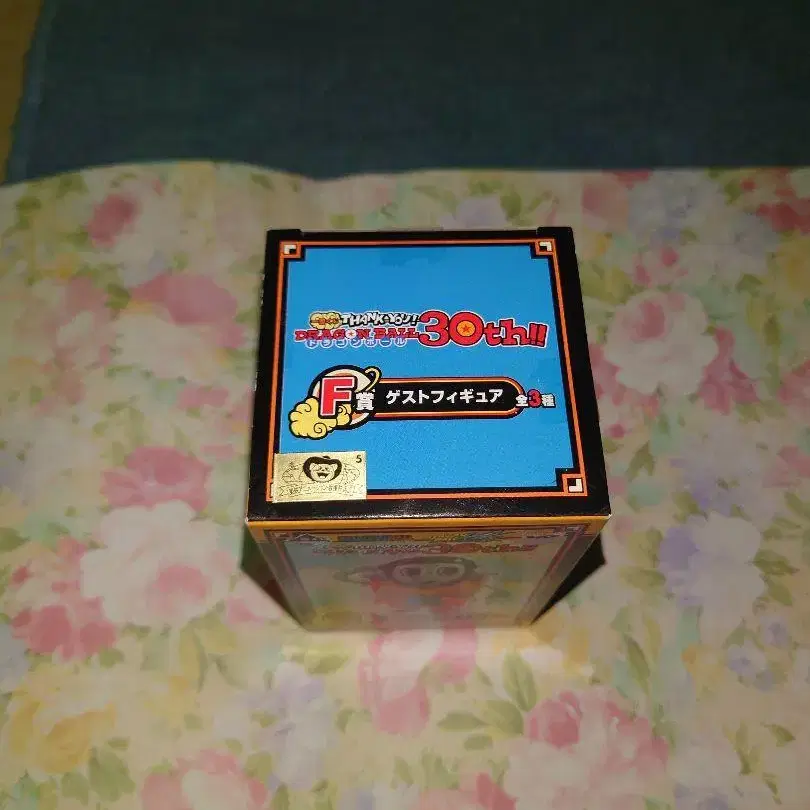 THANK-YOU!
DRAGON BALL 30th!!
ドラゴンボール
F賞 ゲストフィギュア 全3種
5